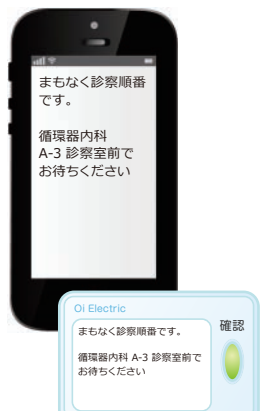 まもなく診察順番
です。
循環器内科
A-3 診察室前で
お待ちください
Oi Electric
まもなく診察順番です。
確認
循環器内科 A-3 診察室前で
お待ちください